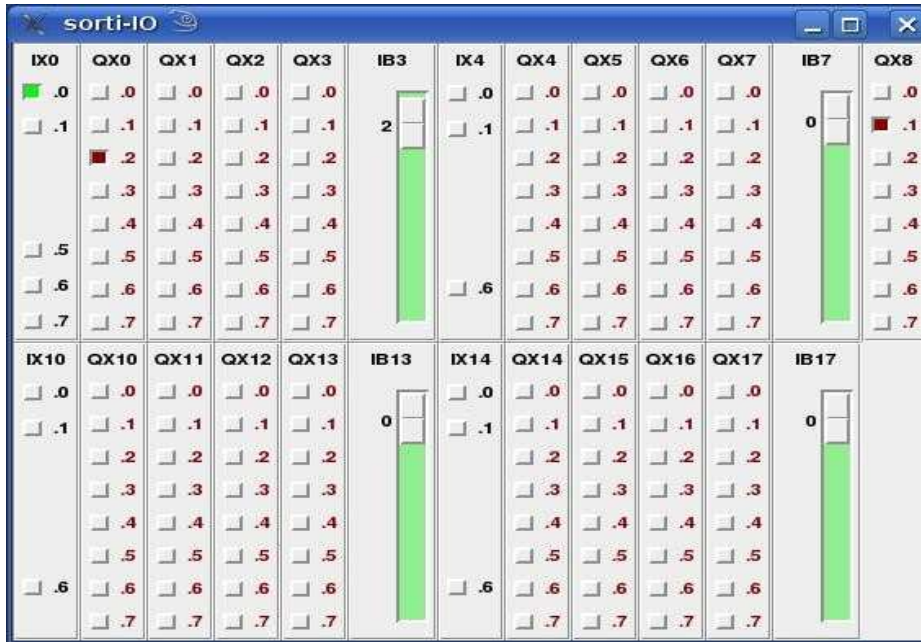 sorti-IO
IX0 QX0 QX1 QX2 QX3 IB3 IX4 QX4 QX5 QX6 QX7 IB7 QX8
.0 .0 .0 .0 .0 .0 .0 .0 .0 .0 .0
.1 .1 .1 .1 .1 2 .1 .1 .1 .1 .1 0 .1
.2 .2 .2 .2 .2 .2 .2 .2 .2
.3 .3 .3 .3 .3 .3 .3 .3 .3
.4 .4 .4 .4 .4 .4 .4 .4 .4
.5 .5 .5 .5 .5 .5 .5 .5 .5 .5
.6 .6 .6 .6 .6 .6 .6 .6 .6 .6 .6
.7 .7 .7 .7 .7 .7 .7 .7 .7 .7
IX10 QX10 QX11 QX12 QX13 IB13 IX14 QX14 QX15 QX16 QX17 IB17
.0 .0 .0 .0 .0 .0 .0 .0 .0 .0
.1 .1 .1 .1 .1 0 .1 .1 .1 .1 .1 0
.2 .2 .2 .2 .2 .2 .2 .2
.3 .3 .3 .3 .3 .3 .3 .3
.4 .4 .4 .4 .4 .4 .4 .4
.5 .5 .5 .5 .5 .5 .5 .5
.6 .6 .6 .6 .6 .6 .6 .6 .6 .6
.7 .7 .7 .7 .7 .7 .7 .7